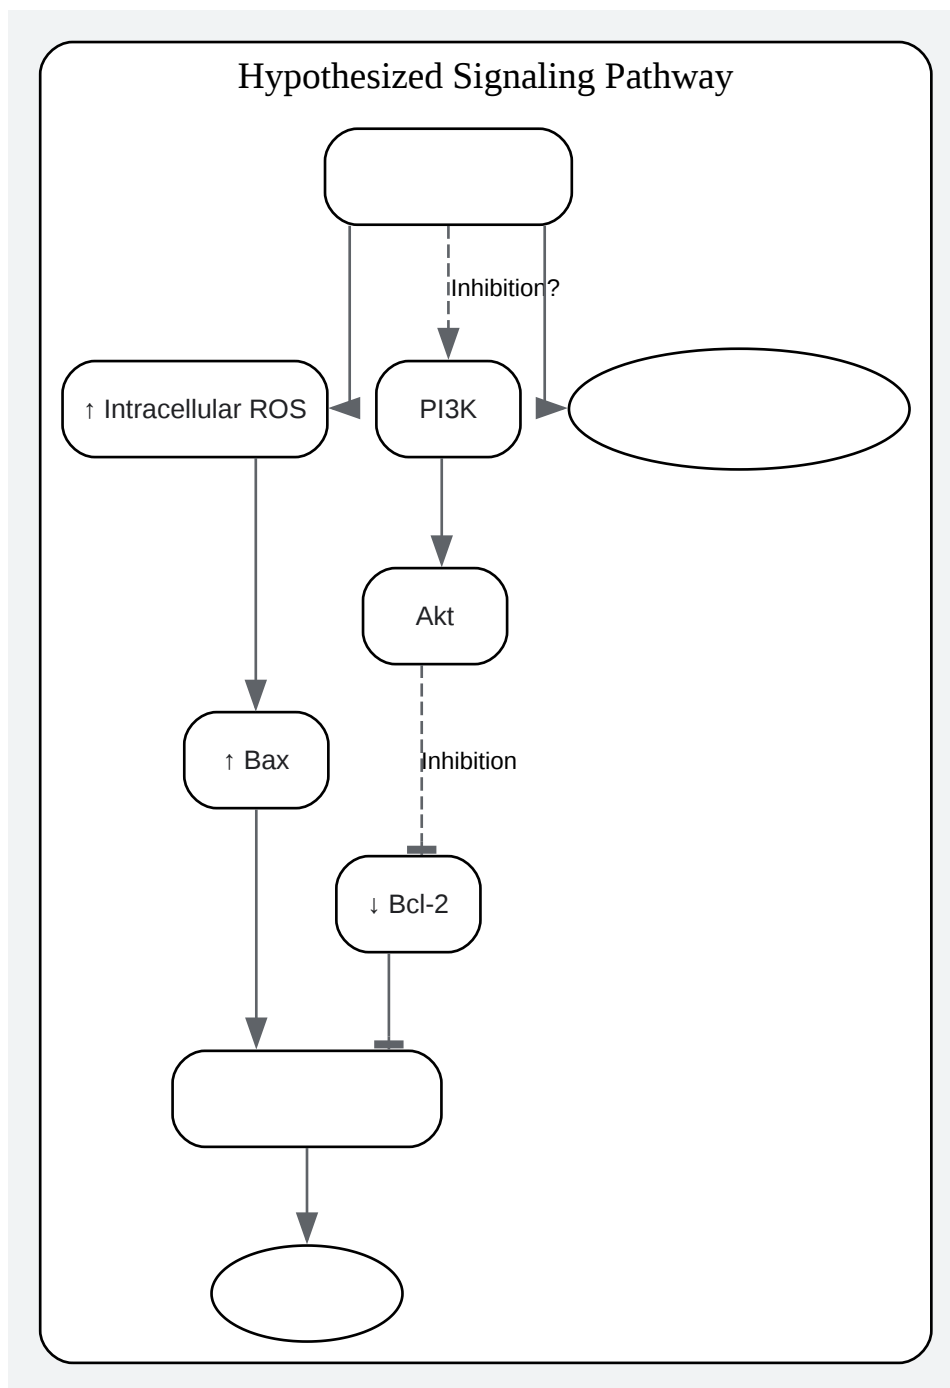 Hypothesized Signaling Pathway
Inhibition?
↑ Intracellular ROS
PI3K
Akt
↑ Bax
Inhibition
↓ Bcl-2